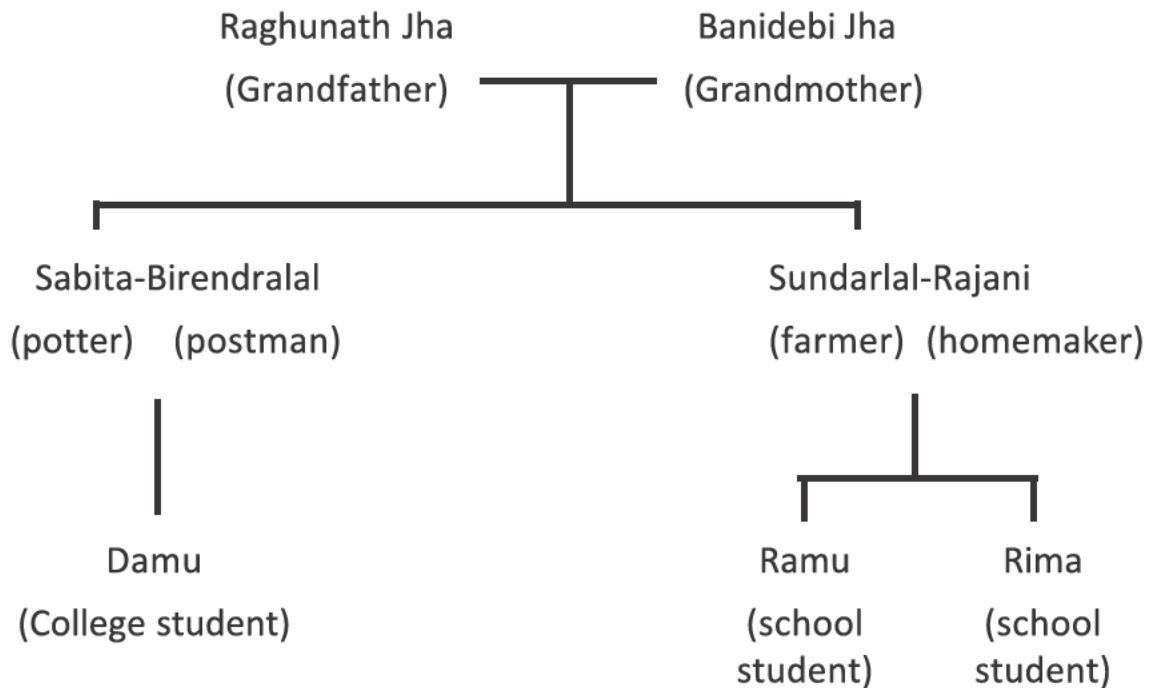 Raghunath Jha Banidebi Jha
(Grandfather) (Grandmother)
Sabita-Birendralal Sundarlal-Rajani
(potter) (postman) (farmer) (homemaker)
Damu Ramu Rima
(College student) (school (school
student) student)